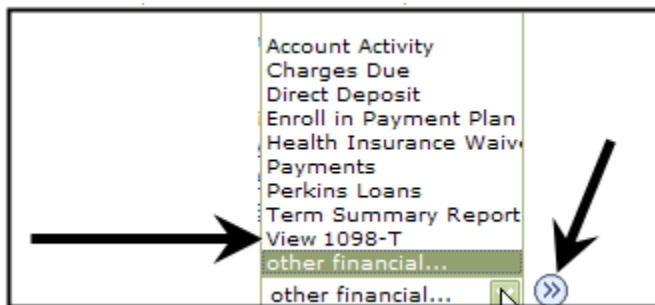 Account Activity
Charges Due
Direct Deposit
Enroll in Payment Plan
Health Insurance Waive
Payments
Perkins Loans
Term Summary Report
View 1098-T
other financial...
other financial...